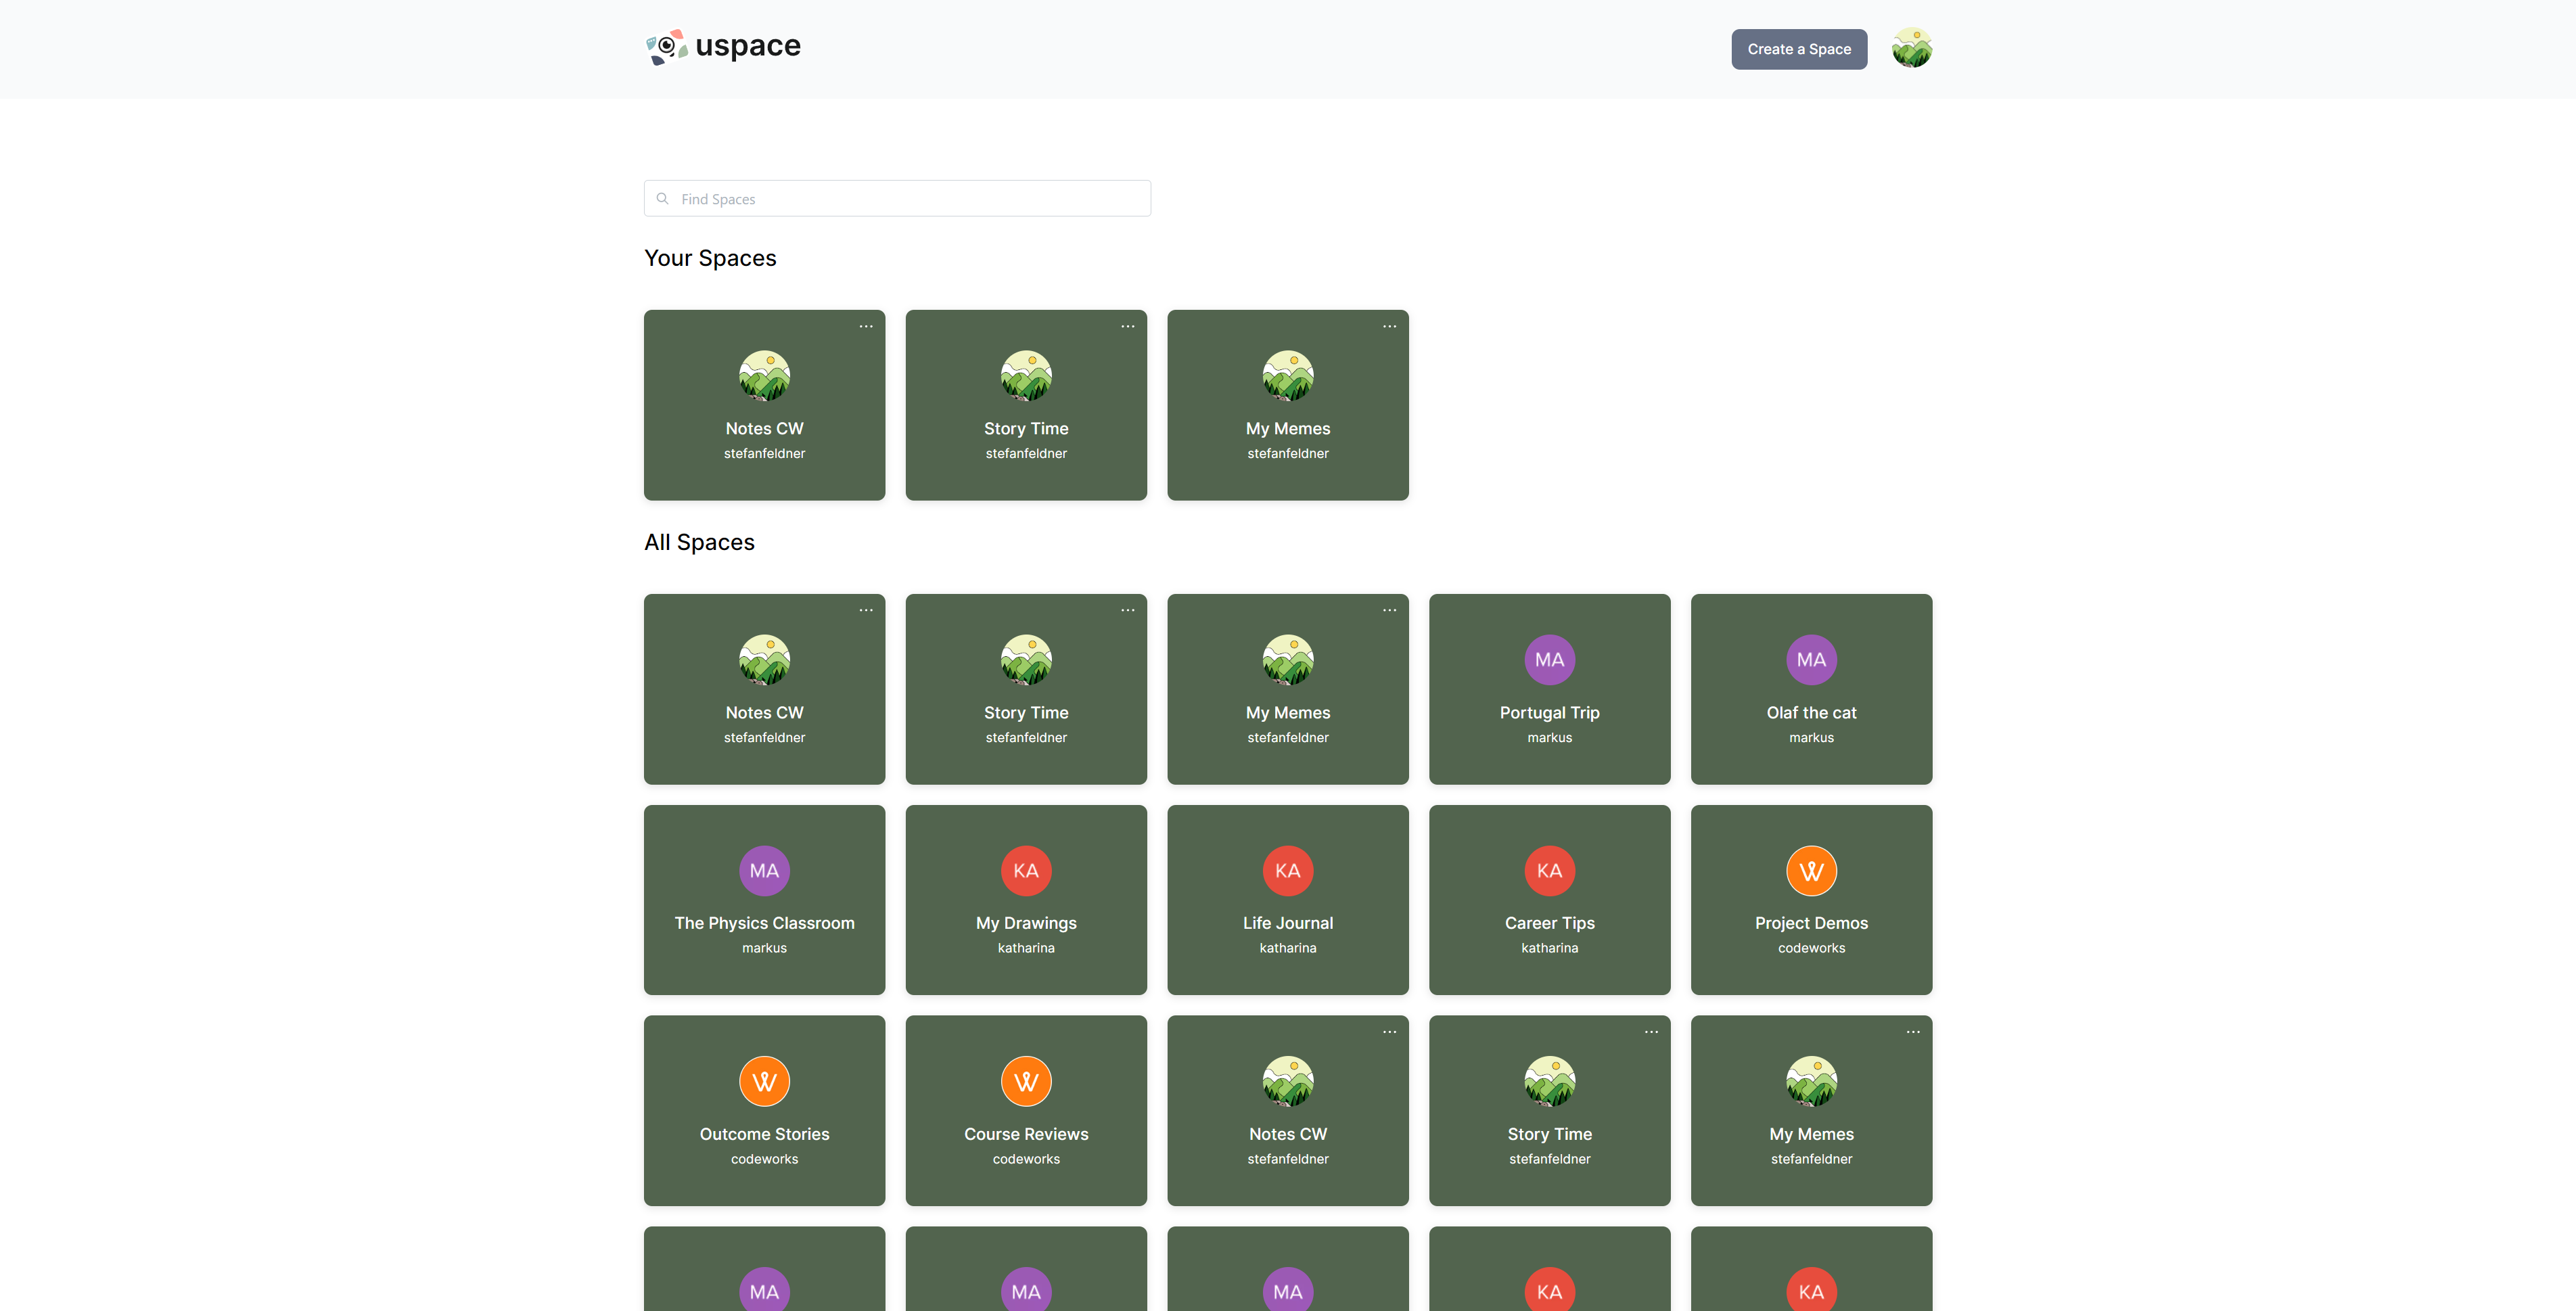 uspace
Create a Space
Find Spaces
Your Spaces
Notes CW
stefanfeldner
Story Time
stefanfeldner
My Memes
stefanfeldner
All Spaces
Notes CW
stefanfeldner
Story Time
stefanfeldner
My Memes
stefanfeldner
MA
Portugal Trip
markus
MA
Olaf the cat
markus
MA
The Physics Classroom
markus
KA
My Drawings
katharina
KA
Life Journal
katharina
KA
Career Tips
katharina
W
Project Demos
codeworks
W
Outcome Stories
codeworks
W
Course Reviews
codeworks
Notes CW
stefanfeldner
Story Time
stefanfeldner
My Memes
stefanfeldner
MA
MA
MA
KA
KA